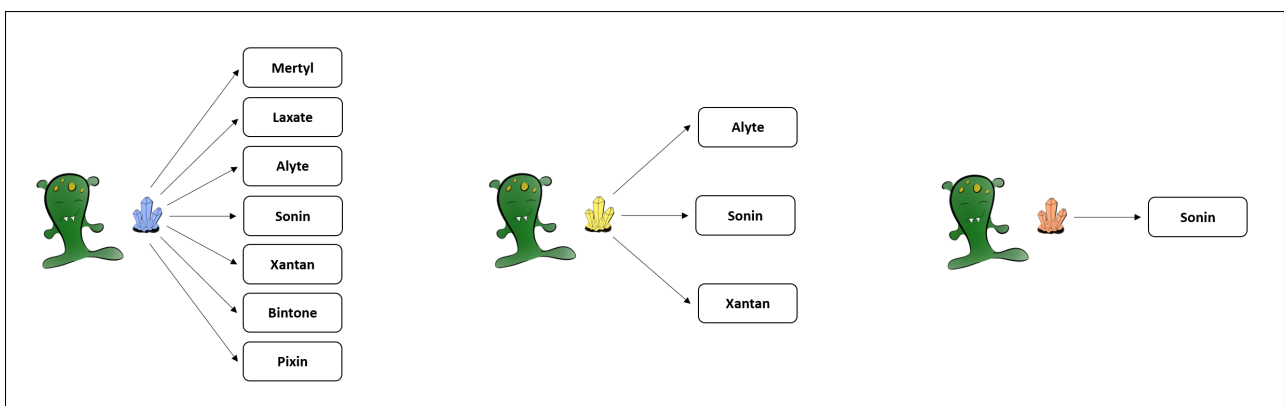 Mertyl
Laxate
Alyte
Sonin
Xantan
Bintone
Pixin
Alyte
Sonin
Xantan
Sonin